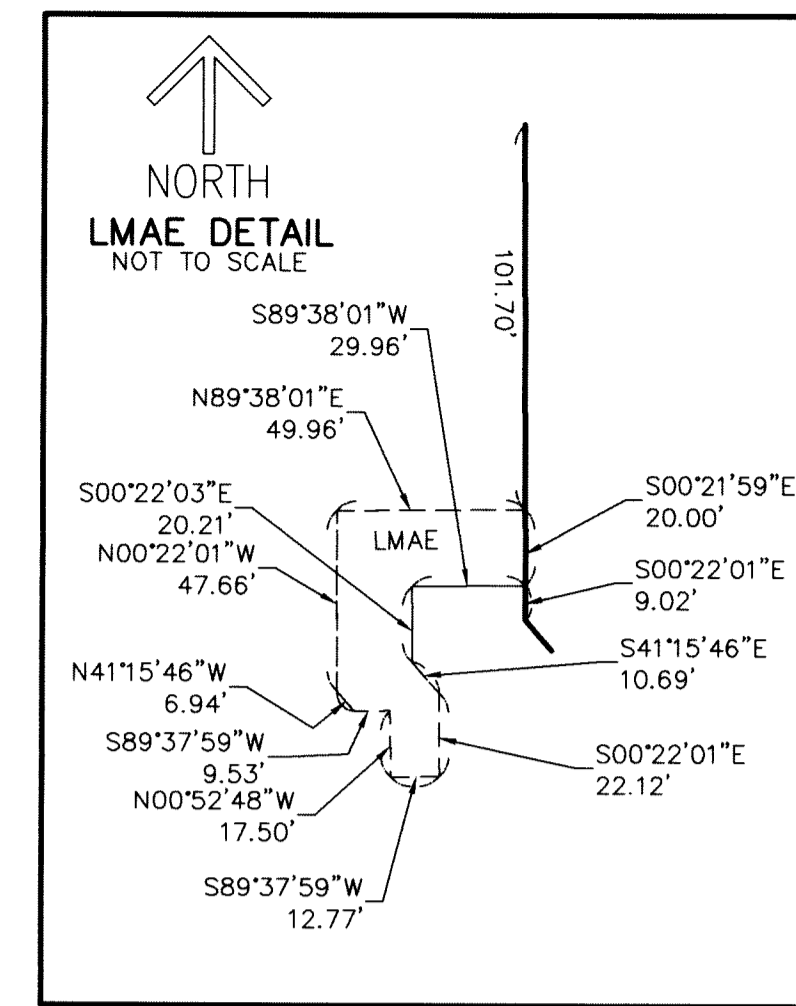 NORTH
LMAE DETAIL
NOT TO SCALE
101.70'
S89°38'01"W
29.96'
N89°38'01"E
49.96'
S00°22'03"E
20.21'
N00°22'01"W
47.66'
LMAE
S00°21'59"E
20.00'
S00°22'01"E
9.02'
S41°15'46"E
10.69'
N41°15'46"W
6.94'
S89°37'59"W
9.53'
N00°52'48"W
17.50'
S00°22'01"E
22.12'
S89°37'59"W
12.77'